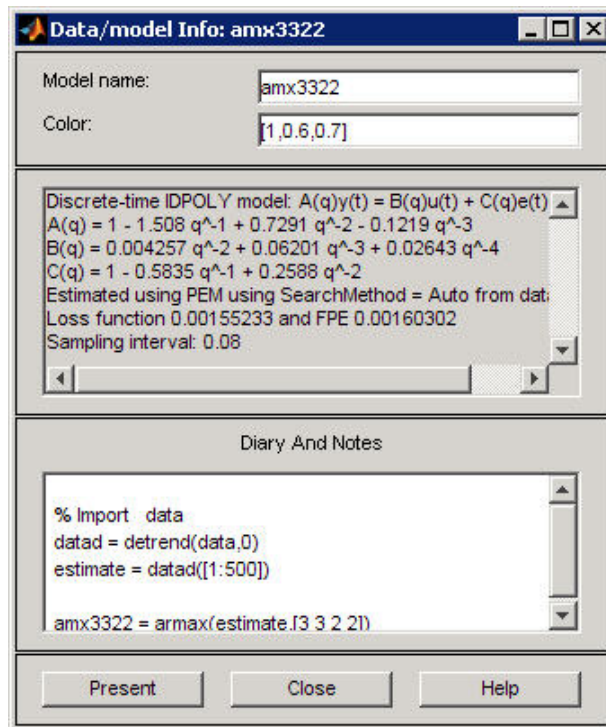 Data/model Info: amx3322
Model name:
amx3322
Color:
[1,0.6,0.7]
Discrete-time IDPOLY model: A(q)y(t) = B(q)u(t) + C(q)e(t)
A(q) = 1 - 1.508 q^-1 + 0.7291 q^-2 - 0.1219 q^-3
B(q) = 0.004257 q^-2 + 0.06201 q^-3 + 0.02643 q^-4
C(q) = 1 - 0.5835 q^-1 + 0.2588 q^-2
Estimated using PEM using SearchMethod = Auto from data
Loss function 0.00155233 and FPE 0.00160302
Sampling interval: 0.08
Diary And Notes
% Import data
datad = detrend(data,0)
estimate = datad([1:500])
amx3322 = armax(estimate,[3 3 2 2])
Present
Close
Help